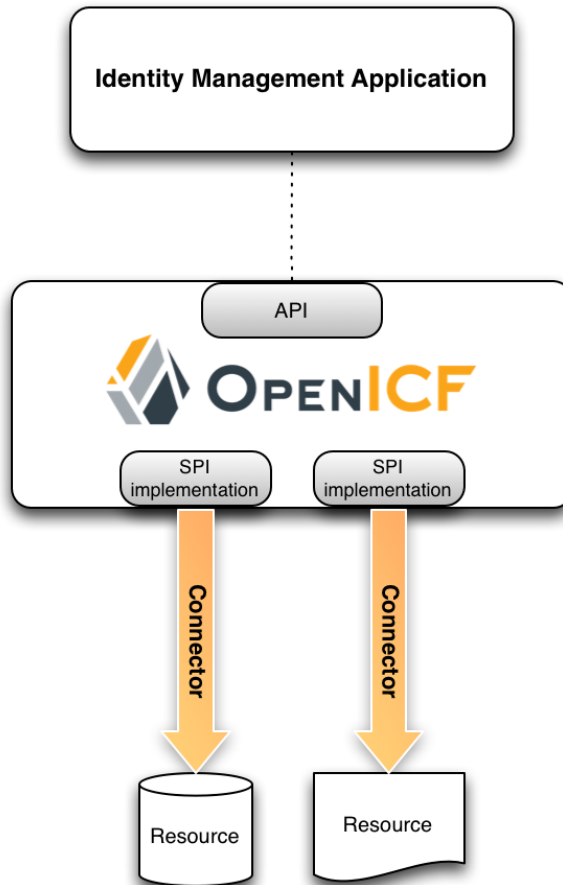 Identity Management Application
API
OPENICF
SPI
implementation
SPI
implementation
Connector
Connector
Resource
Resource